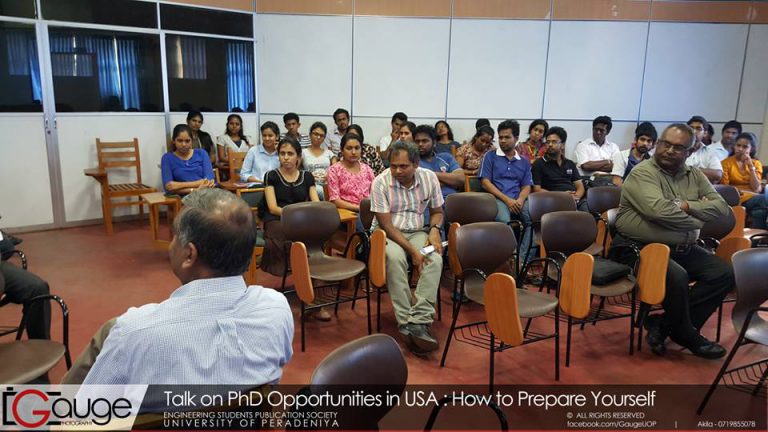 Gauge
PHOTOGRAPHY
Talk on PhD Opportunities in USA : How to Prepare Yourself
ENGINEERING STUDENTS PUBLICATION SOCIETY
UNIVERSITY OF PERADENIYA
© ALL RIGHTS RESERVED
facebook.com/GaugeUOP | Akila - 0719855078